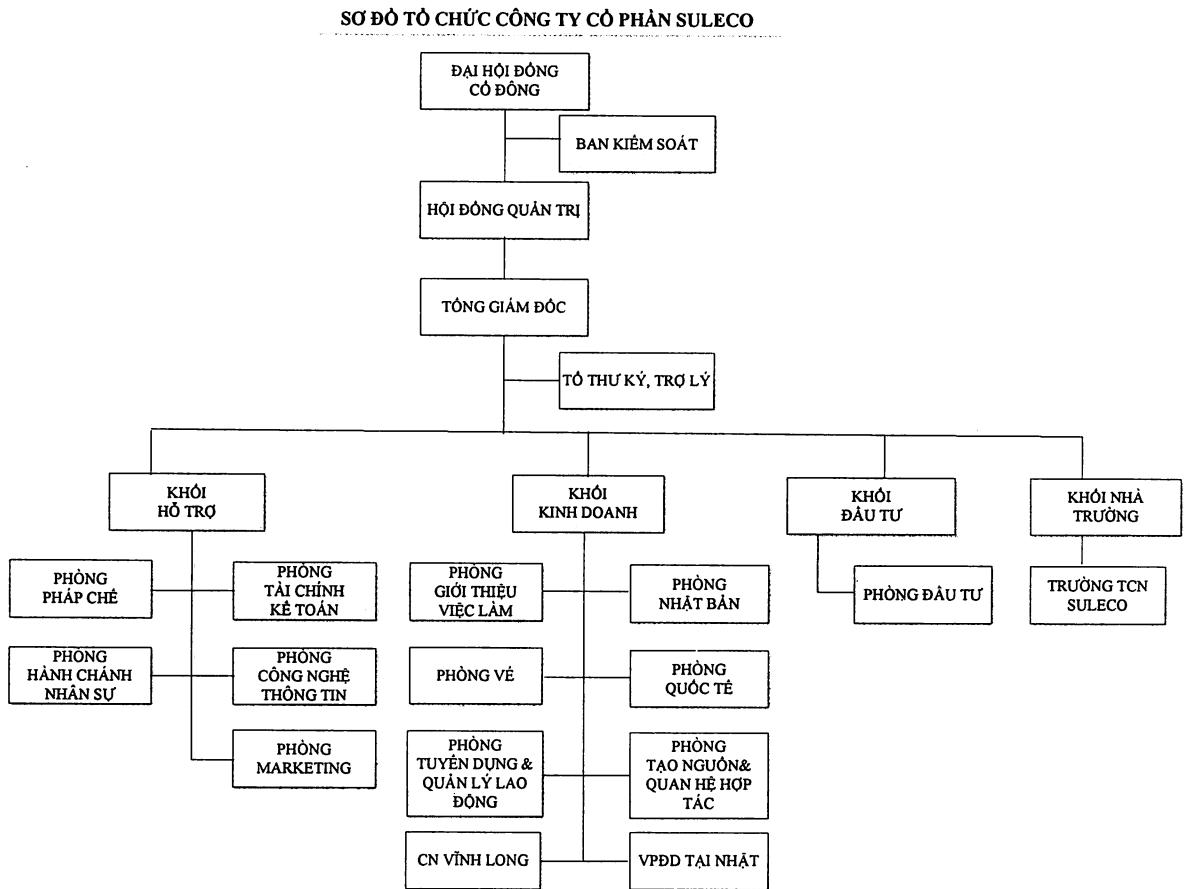 SƠ ĐỒ TỔ CHỨC CÔNG TY CỔ PHẦN SULECO
ĐẠI HỘI ĐỒNG
CỔ ĐÔNG
BAN KIỂM SOÁT
HỘI ĐỒNG QUẢN TRỊ
TỔNG GIÁM ĐỐC
TỔ THƯ KÝ, TRỢ LÝ
KHỐI
HỖ TRỢ
KHỐI
KINH DOANH
KHỐI
ĐẦU TƯ
KHỐI NHÀ
TRƯỜNG
PHÒNG
PHÁP CHẾ
PHÒNG
TÀI CHÍNH
KẾ TOÁN
PHÒNG
GIỚI THIỆU
VIỆC LÀM
PHÒNG
NHẬT BẢN
PHÒNG ĐẦU TƯ
TRƯỜNG TCN
SULECO
PHÒNG
HÀNH CHÁNH
NHÂN SỰ
PHÒNG
CÔNG NGHỆ
THÔNG TIN
PHÒNG VÉ
PHÒNG
QUỐC TẾ
PHÒNG
MARKETING
PHÒNG
TUYỂN DỤNG &
QUẢN LÝ LAO
ĐỘNG
PHÒNG
TẠO NGUỒN&
QUAN HỆ HỢP
TÁC
CN VĨNH LONG
VPĐD TẠI NHẬT